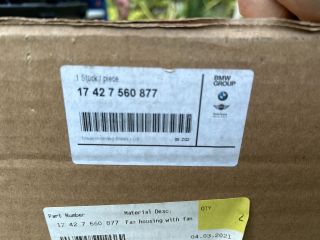 1 Stück / piece
17 42 7 560 877
BMW
GROUP
Part Number
Material Desc:
QTY
17 42 7 560 877 Fan housing with fan
04.03.2021